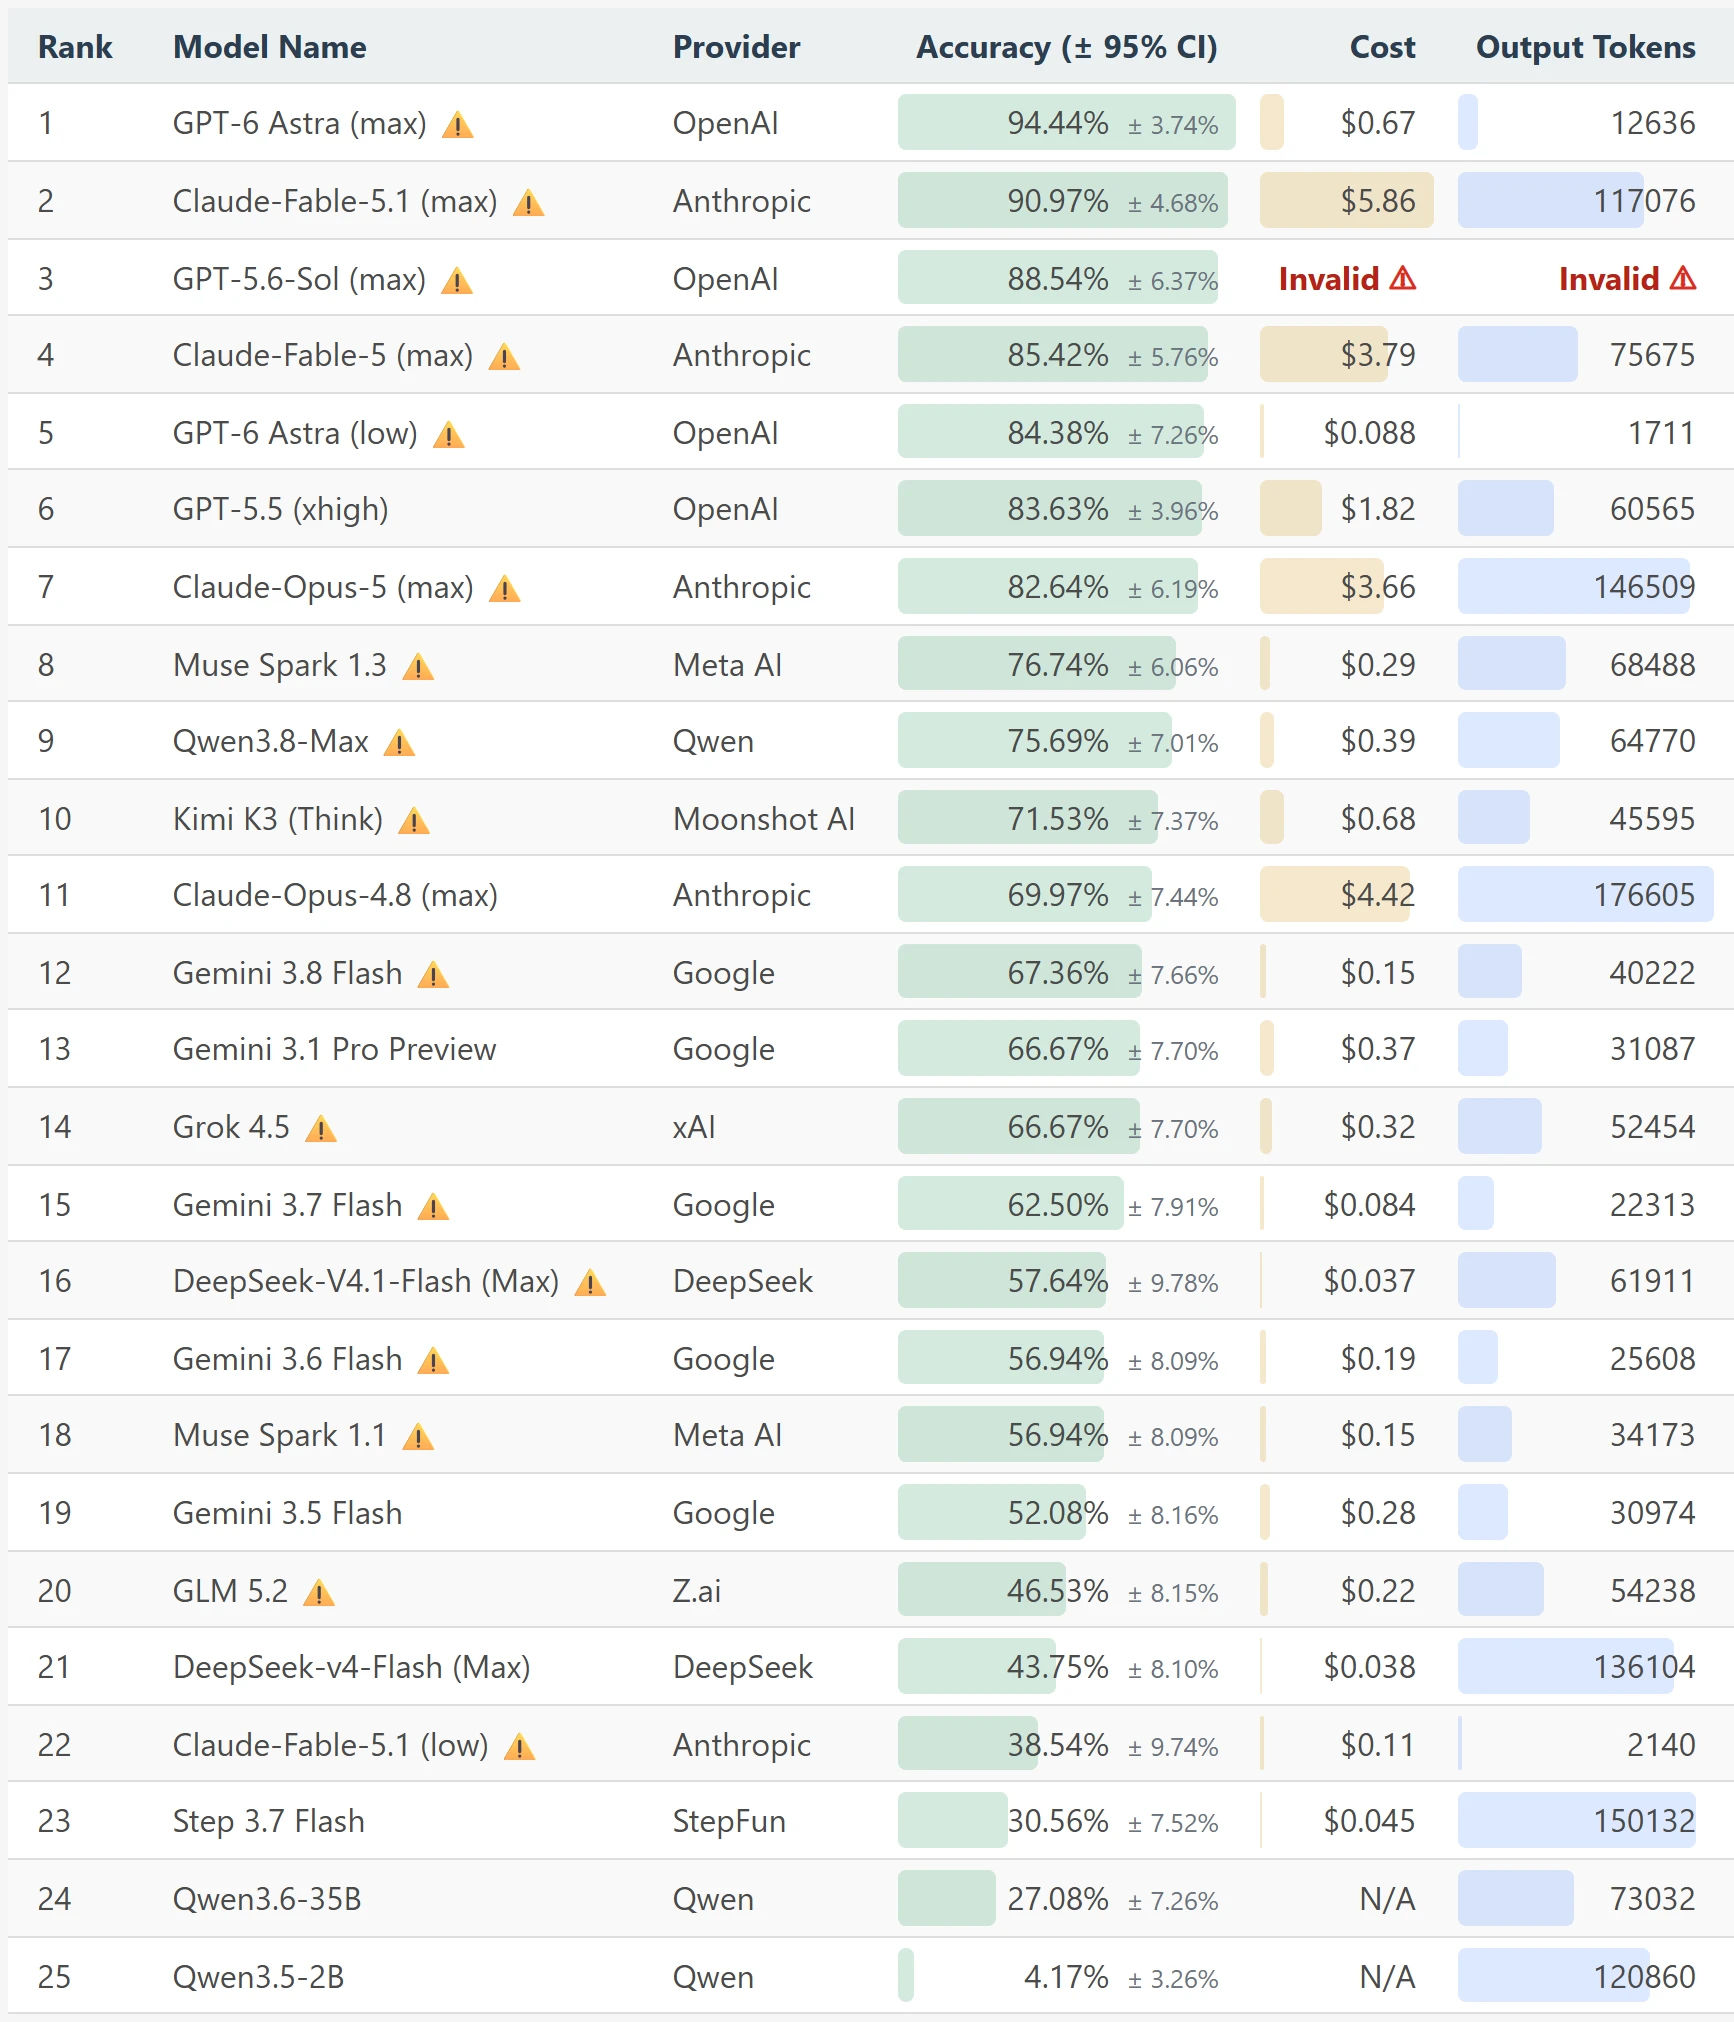 Rank Model Name Provider Accuracy (± 95% CI) Cost Output Tokens
1 GPT-6 Astra (max) ⚠️ OpenAI 94.44% ± 3.74% $0.67 12636
2 Claude-Fable-5.1 (max) ⚠️ Anthropic 90.97% ± 4.68% $5.86 117076
3 GPT-5.6-Sol (max) ⚠️ OpenAI 88.54% ± 6.37% Invalid ⚠ Invalid ⚠
4 Claude-Fable-5 (max) ⚠️ Anthropic 85.42% ± 5.76% $3.79 75675
5 GPT-6 Astra (low) ⚠️ OpenAI 84.38% ± 7.26% $0.088 1711
6 GPT-5.5 (xhigh) OpenAI 83.63% ± 3.96% $1.82 60565
7 Claude-Opus-5 (max) ⚠️ Anthropic 82.64% ± 6.19% $3.66 146509
8 Muse Spark 1.3 ⚠️ Meta AI 76.74% ± 6.06% $0.29 68488
9 Qwen3.8-Max ⚠️ Qwen 75.69% ± 7.01% $0.39 64770
10 Kimi K3 (Think) ⚠️ Moonshot AI 71.53% ± 7.37% $0.68 45595
11 Claude-Opus-4.8 (max) Anthropic 69.97% ± 7.44% $4.42 176605
12 Gemini 3.8 Flash ⚠️ Google 67.36% ± 7.66% $0.15 40222
13 Gemini 3.1 Pro Preview Google 66.67% ± 7.70% $0.37 31087
14 Grok 4.5 ⚠️ xAI 66.67% ± 7.70% $0.32 52454
15 Gemini 3.7 Flash ⚠️ Google 62.50% ± 7.91% $0.084 22313
16 DeepSeek-V4.1-Flash (Max) ⚠️ DeepSeek 57.64% ± 9.78% $0.037 61911
17 Gemini 3.6 Flash ⚠️ Google 56.94% ± 8.09% $0.19 25608
18 Muse Spark 1.1 ⚠️ Meta AI 56.94% ± 8.09% $0.15 34173
19 Gemini 3.5 Flash Google 52.08% ± 8.16% $0.28 30974
20 GLM 5.2 ⚠️ Z.ai 46.53% ± 8.15% $0.22 54238
21 DeepSeek-v4-Flash (Max) DeepSeek 43.75% ± 8.10% $0.038 136104
22 Claude-Fable-5.1 (low) ⚠️ Anthropic 38.54% ± 9.74% $0.11 2140
23 Step 3.7 Flash StepFun 30.56% ± 7.52% $0.045 150132
24 Qwen3.6-35B Qwen 27.08% ± 7.26% N/A 73032
25 Qwen3.5-2B Qwen 4.17% ± 3.26% N/A 120860